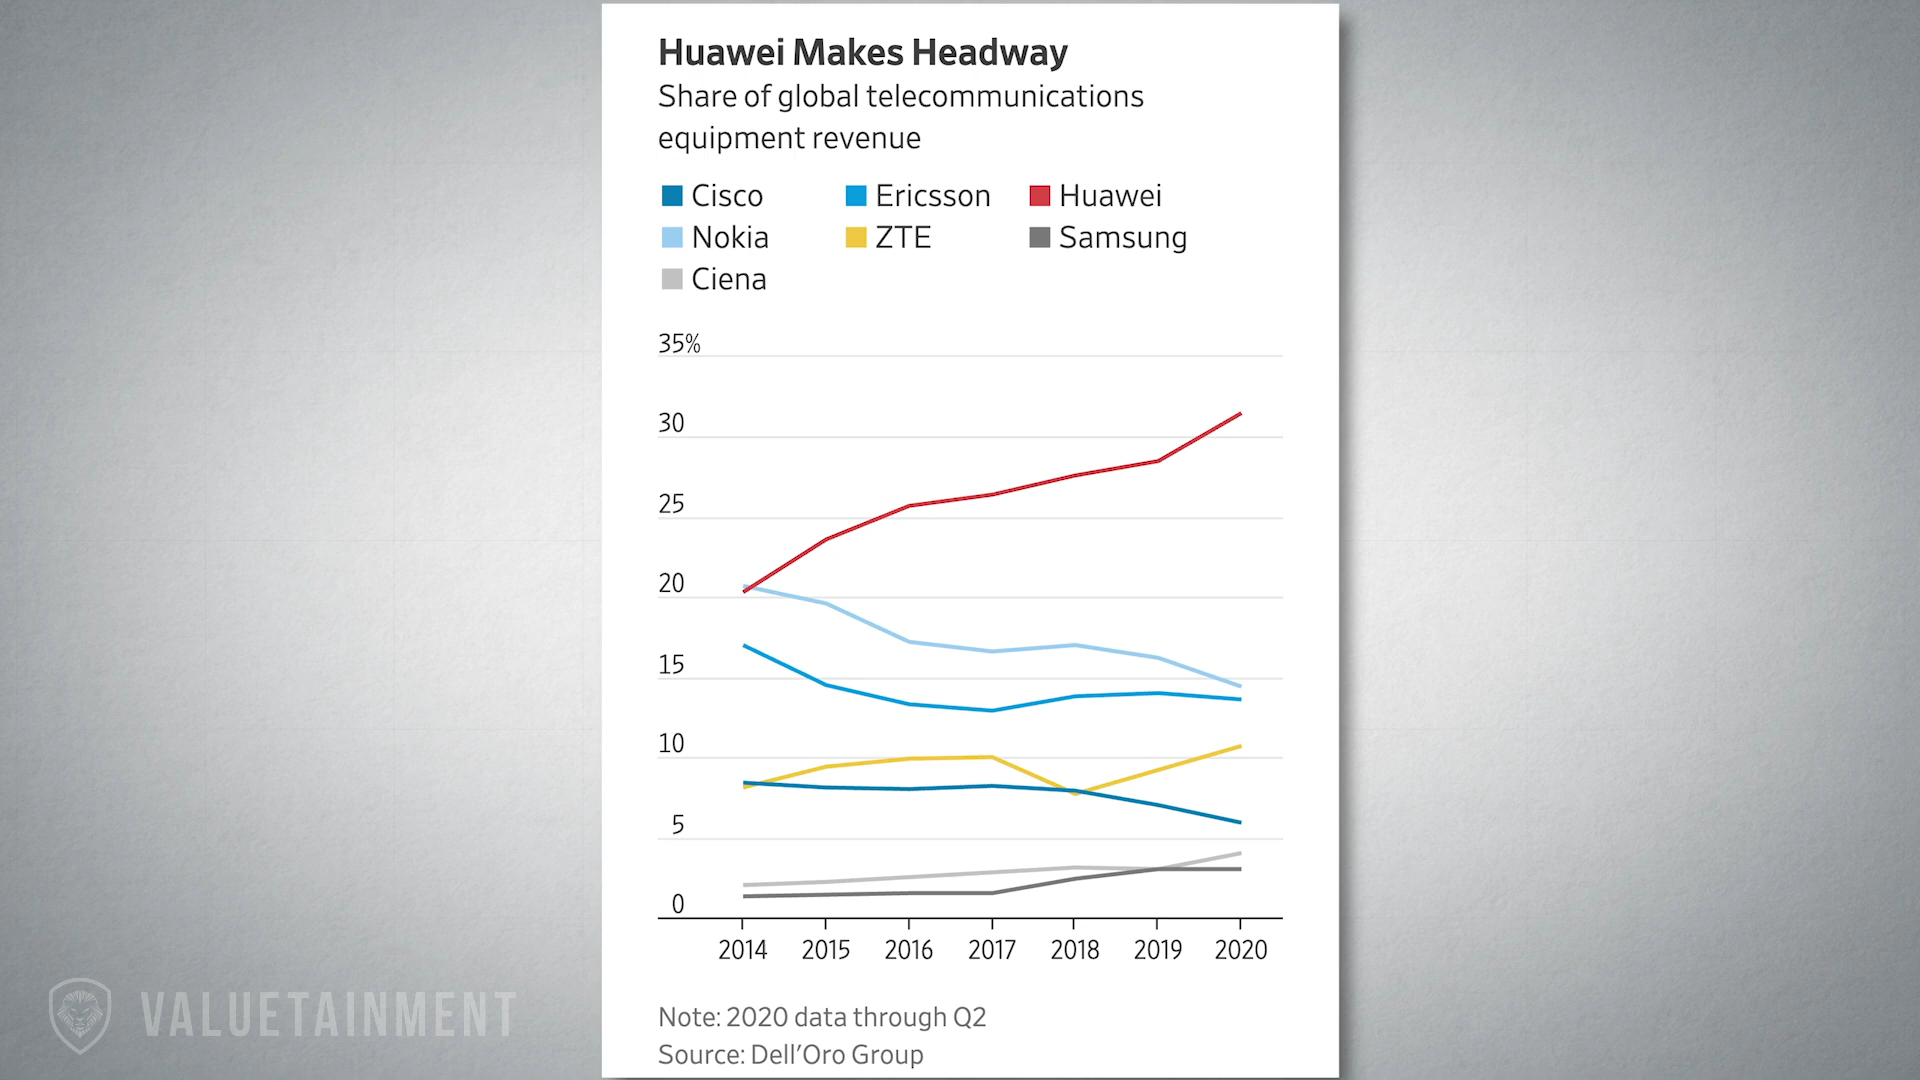 Huawei Makes Headway
Share of global telecommunications
equipment revenue
Cisco Ericsson Huawei
Nokia ZTE Samsung
Ciena
35%
30
25
20
15
10
5
0
2014 2015 2016 2017 2018 2019 2020
Note: 2020 data through Q2
Source: Dell'Oro Group
VALUETAINMENT